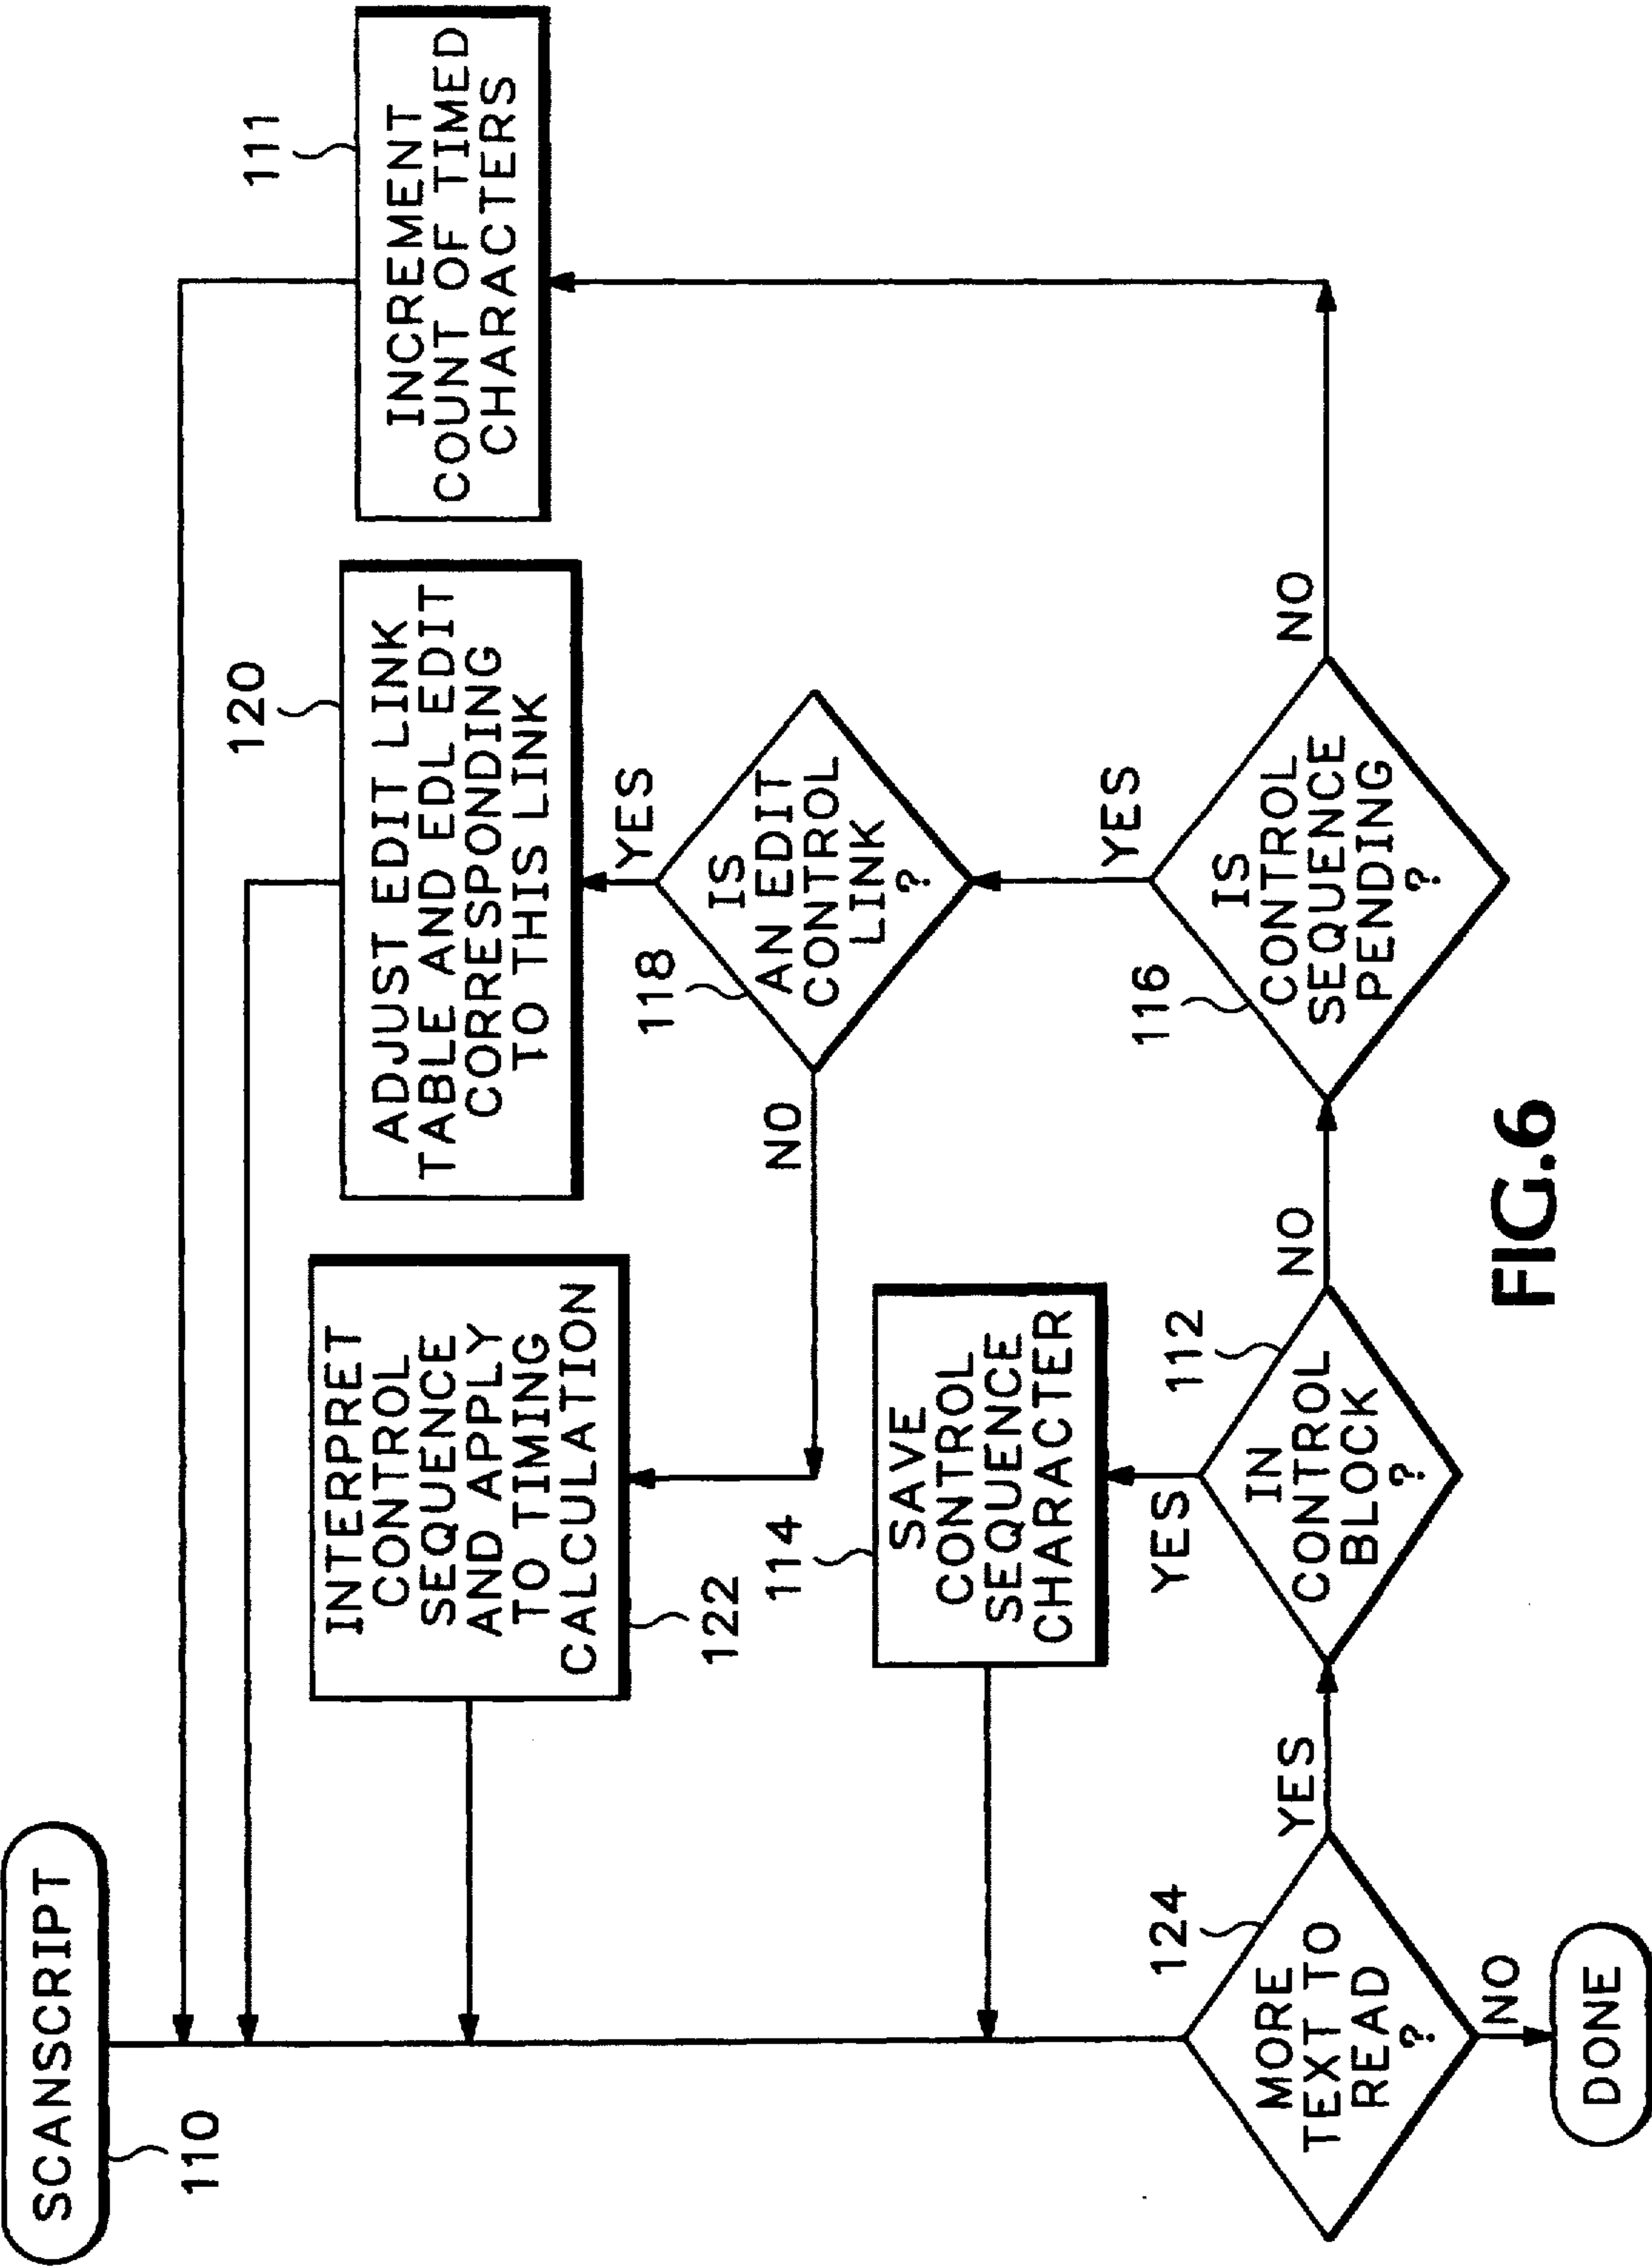 SCANSCRIPT
110
INTERPRET
CONTROL
SEQUENCE
AND APPLY
TO TIMING
CALCULATION
122
ADJUST EDIT LINK
TABLE AND EDL EDIT
CORRESPONDING
TO THIS LINK
120
INCREMENT
COUNT OF TIMED
CHARACTERS
111
SAVE
CONTROL
SEQUENCE
CHARACTER
114
NO
IS
AN EDIT
CONTROL
LINK
?
118
YES
MORE
TEXT TO
READ
?
124
YES
NO
IN
CONTROL
BLOCK
?
112
YES
NO
IS
CONTROL
SEQUENCE
PENDING
?
116
YES
NO
DONE
FIG.6